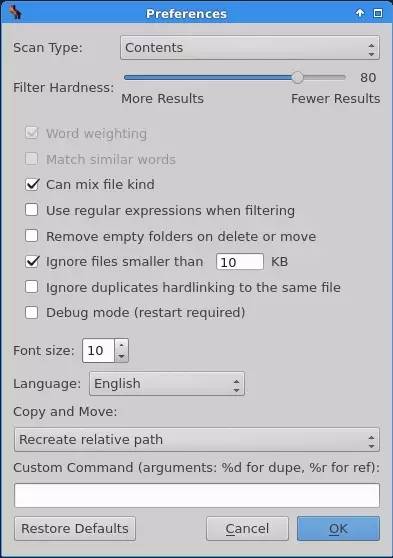 Preferences
Scan Type: Contents
Filter Hardness: 80
More Results Fewer Results
Word weighting
Match similar words
Can mix file kind
Use regular expressions when filtering
Remove empty folders on delete or move
Ignore files smaller than 10 KB
Ignore duplicates hardlinking to the same file
Debug mode (restart required)
Font size: 10
Language: English
Copy and Move:
Recreate relative path
Custom Command (arguments: %d for dupe, %r for ref):
Restore Defaults Cancel OK